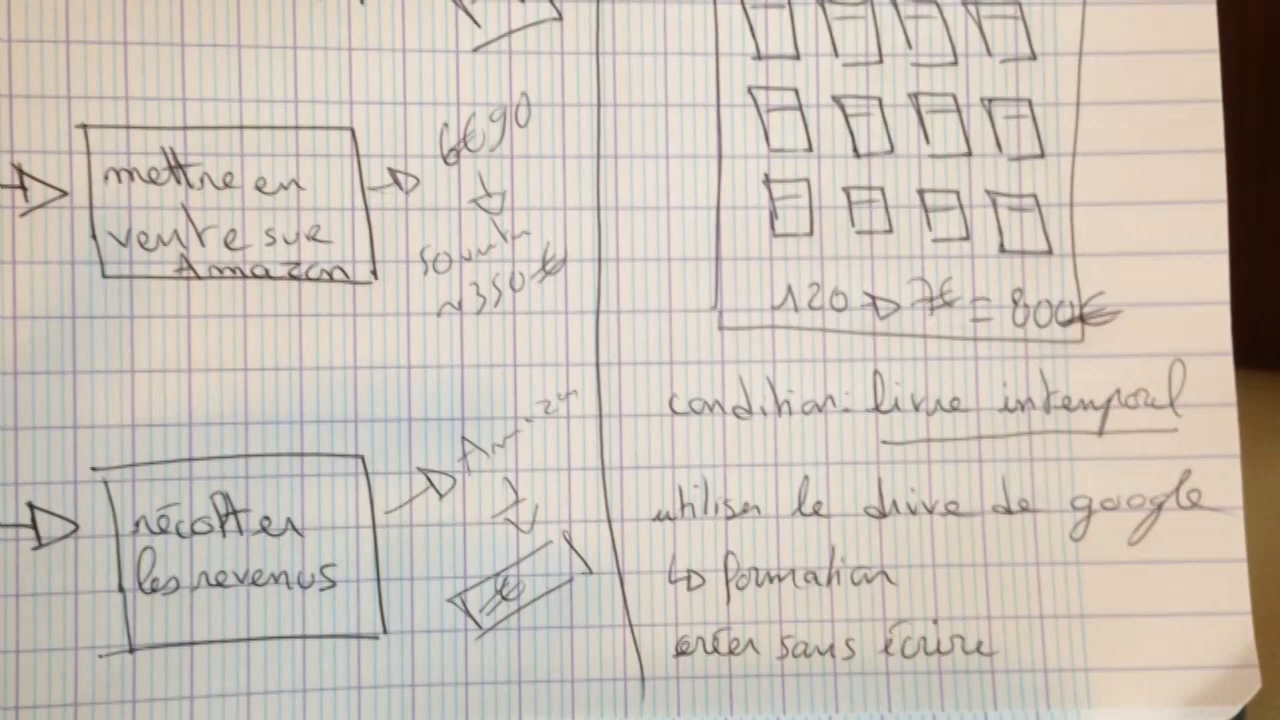 mettre en
vente sur
Amazon
6€90
~350€
récolter
les revenus
120 7€ = 800€
condition: livre intemporel
utiliser le drive de google
↳ formation
créer sans écrire